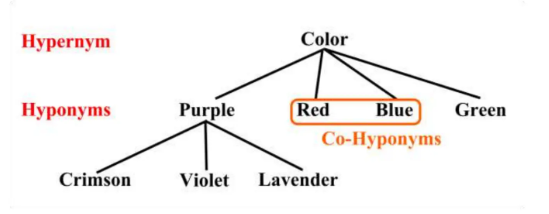 Hypernym Color
Hyponyms Purple Red Blue Green
Co-Hyponyms
Crimson Violet Lavender